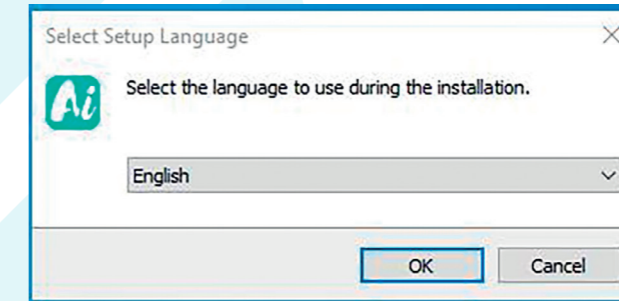 Select Setup Language
Ai
Select the language to use during the installation.
English
OK
Cancel